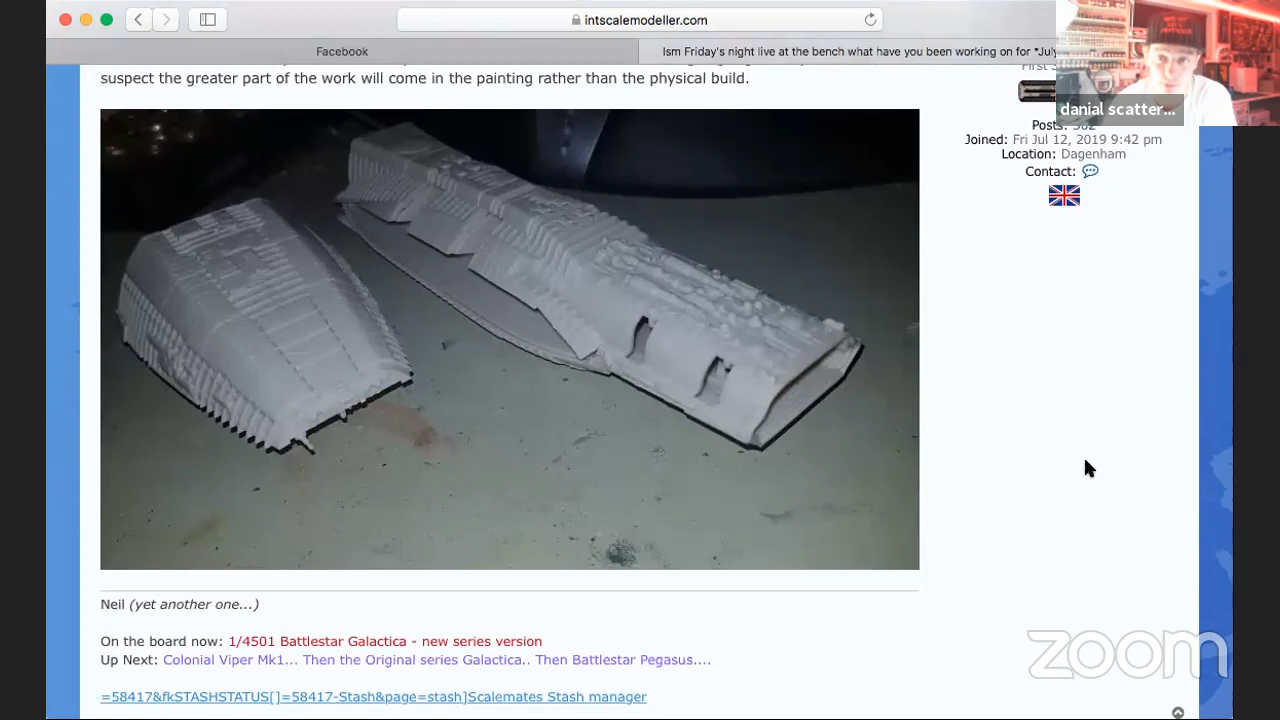 intscalemodeller.com
Facebook
Ism Friday's night live at the bench what have you been working on for "July
danial scatter...
suspect the greater part of the work will come in the painting rather than the physical build.
Posts: 502
Joined: Fri Jul 12, 2019 9:42 pm
Location: Dagenham
Contact:
Neil (yet another one...)
On the board now: 1/4501 Battlestar Galactica - new series version
Up Next: Colonial Viper Mk1... Then the Original series Galactica.. Then Battlestar Pegasus....
=58417&fkSTASHSTATUS[]=58417-Stash&page=stash]Scalemates Stash manager
zoom